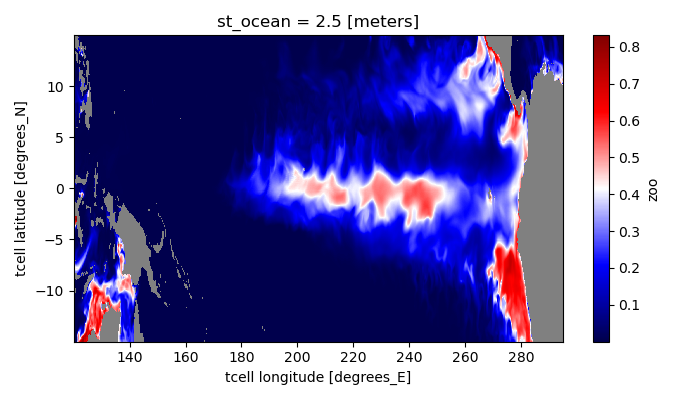 st_ocean = 2.5 [meters]
10
5
0
−5
−10
tcell latitude [degrees_N]
140 160 180 200 220 240 260 280
tcell longitude [degrees_E]
0.8
0.7
0.6
0.5
0.4
0.3
0.2
0.1
zoo